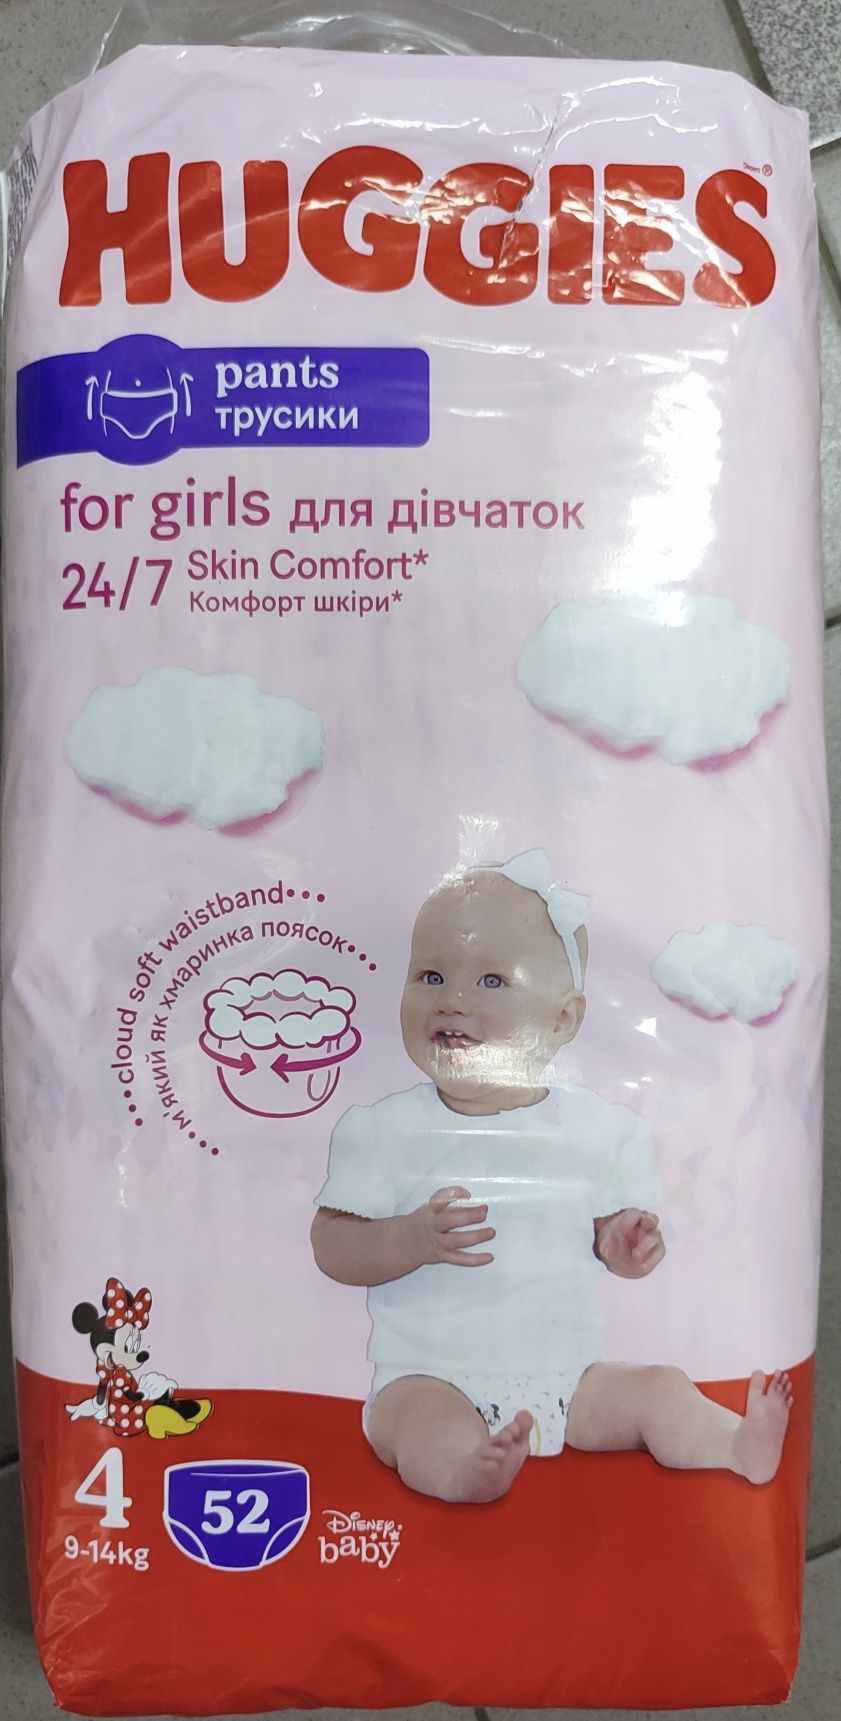 HUGGIES
Diapers ®
pants
трусики
for girls для дівчаток
24/7 Skin Comfort*
Комфорт шкіри*
•••cloud soft waistband•••
•••м'який як хмаринка поясок•••
4
9-14kg
52
Disney
baby